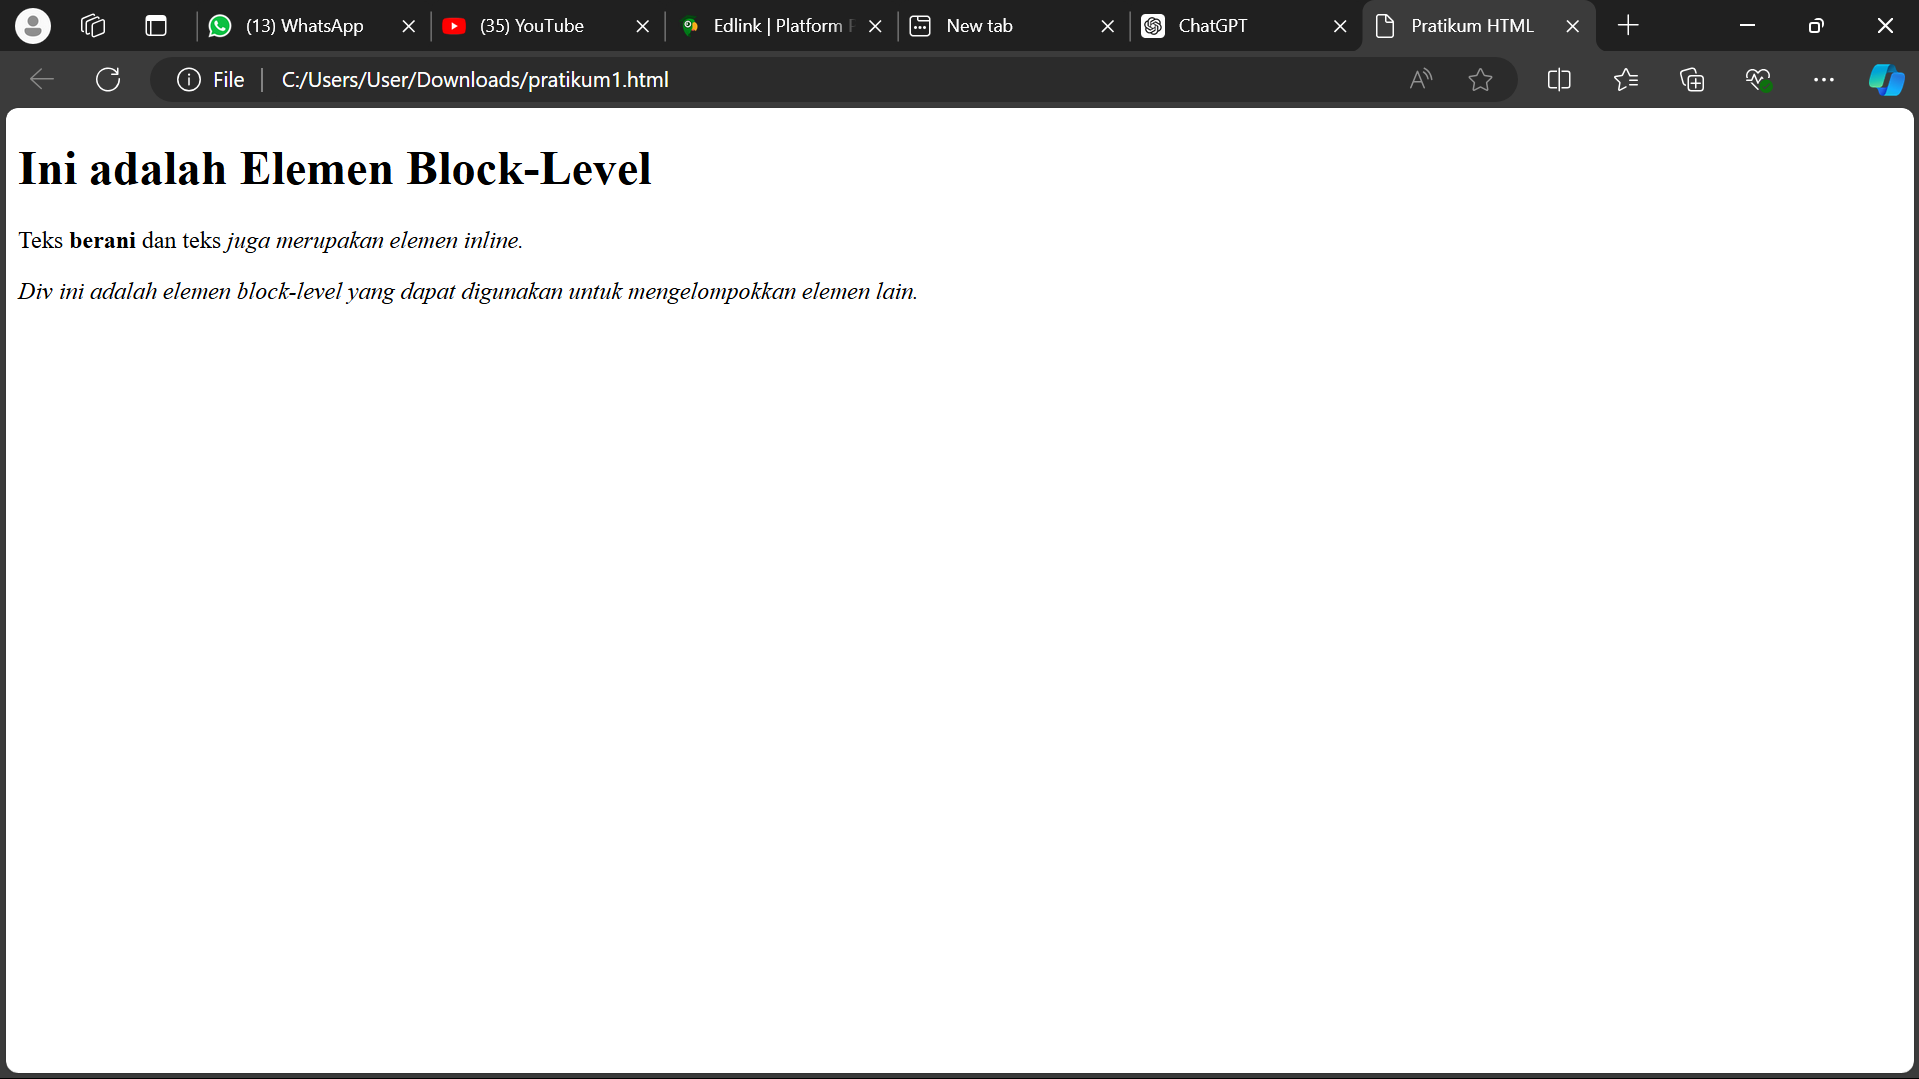 (13) WhatsApp
(35) YouTube
Edlink | Platform
New tab
ChatGPT
Pratikum HTML
File
C:/Users/User/Downloads/pratikum1.html
Ini adalah Elemen Block-Level
Teks berani dan teks juga merupakan elemen inline.
Div ini adalah elemen block-level yang dapat digunakan untuk mengelompokkan elemen lain.